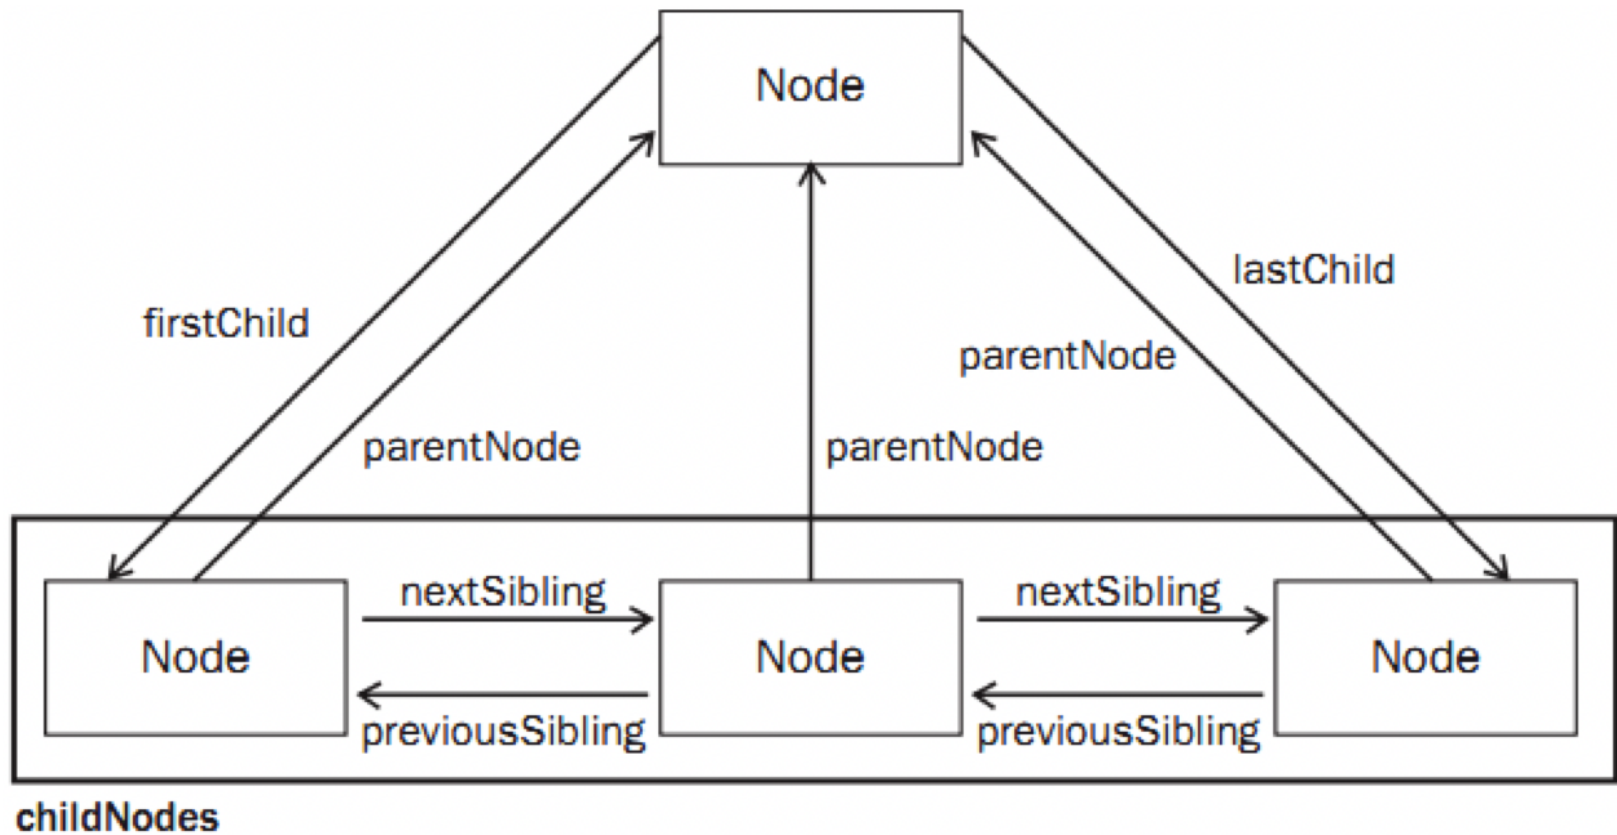 Node
lastChild
firstChild
parentNode
parentNode
parentNode
nextSibling
nextSibling
Node
Node
Node
previousSibling
previousSibling
childNodes